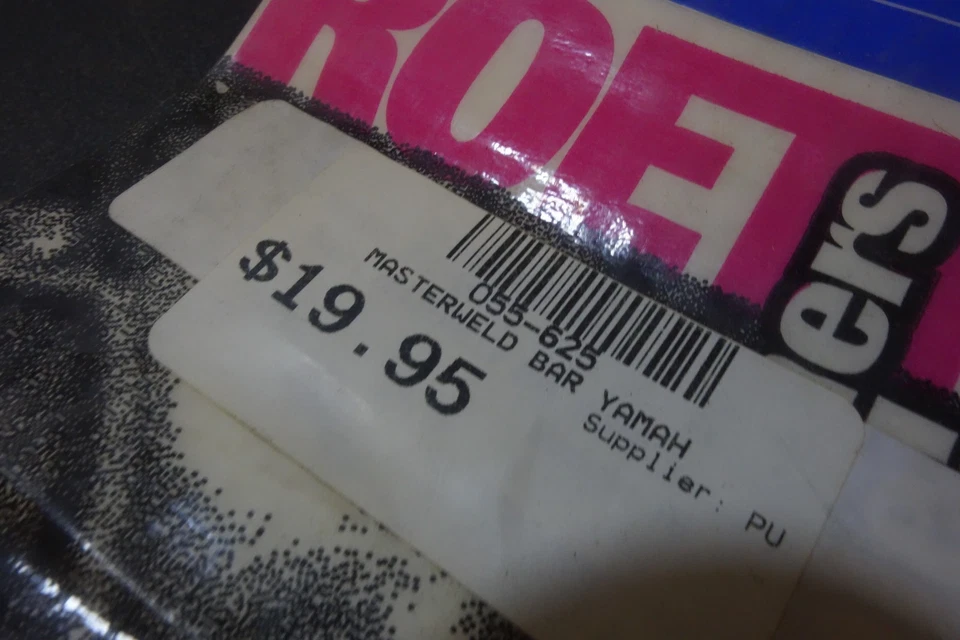 ROE
ers
055-625
MASTERWELD BAR YAMAH
$19.95
Supplier: PU